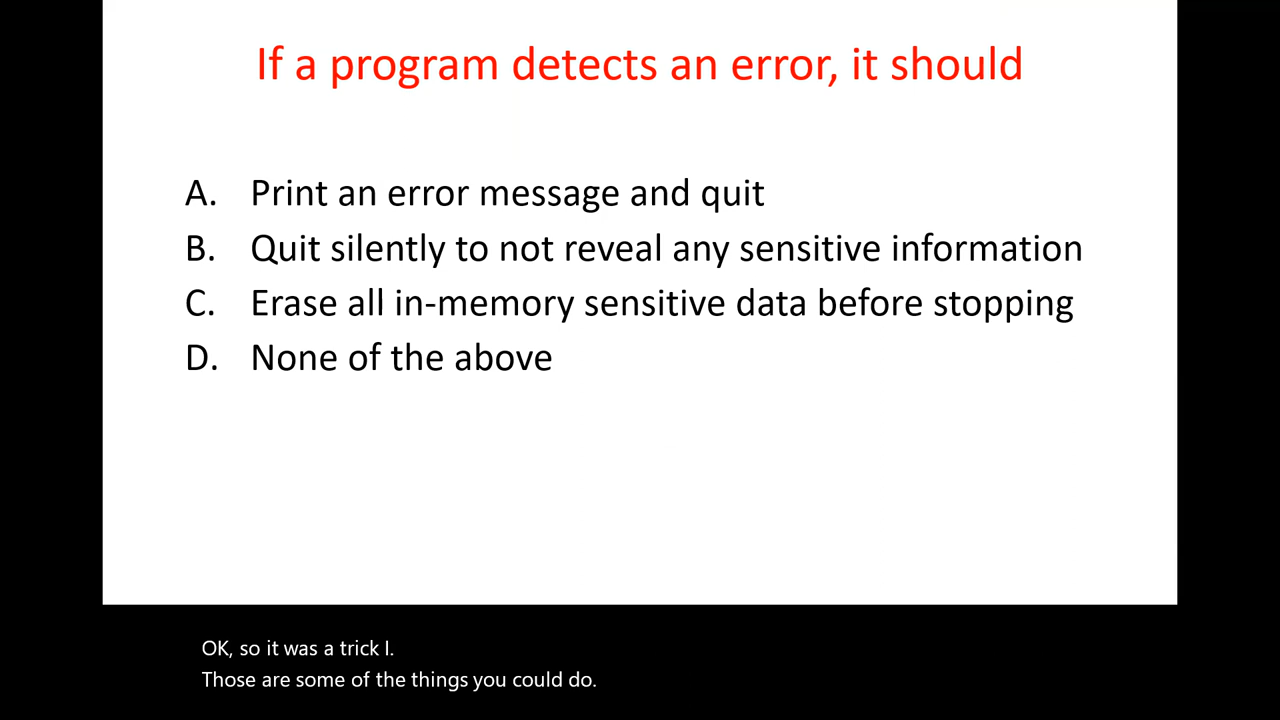 If a program detects an error, it should
A. Print an error message and quit
B. Quit silently to not reveal any sensitive information
C. Erase all in-memory sensitive data before stopping
D. None of the above
OK, so it was a trick I.
Those are some of the things you could do.